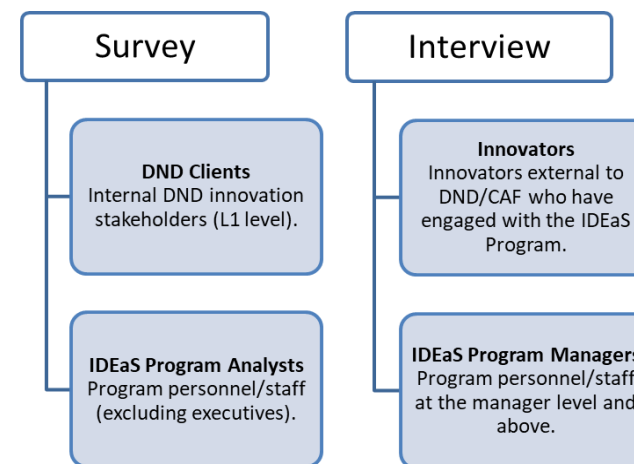 Survey
DND Clients
Internal DND innovation
stakeholders (L1 level).
IDEaS Program Analysts
Program personnel/staff
(excluding executives).
Interview
Innovators
Innovators external to
DND/CAF who have
engaged with the IDEaS
Program.
IDEaS Program Managers
Program personnel/staff
at the manager level and
above.